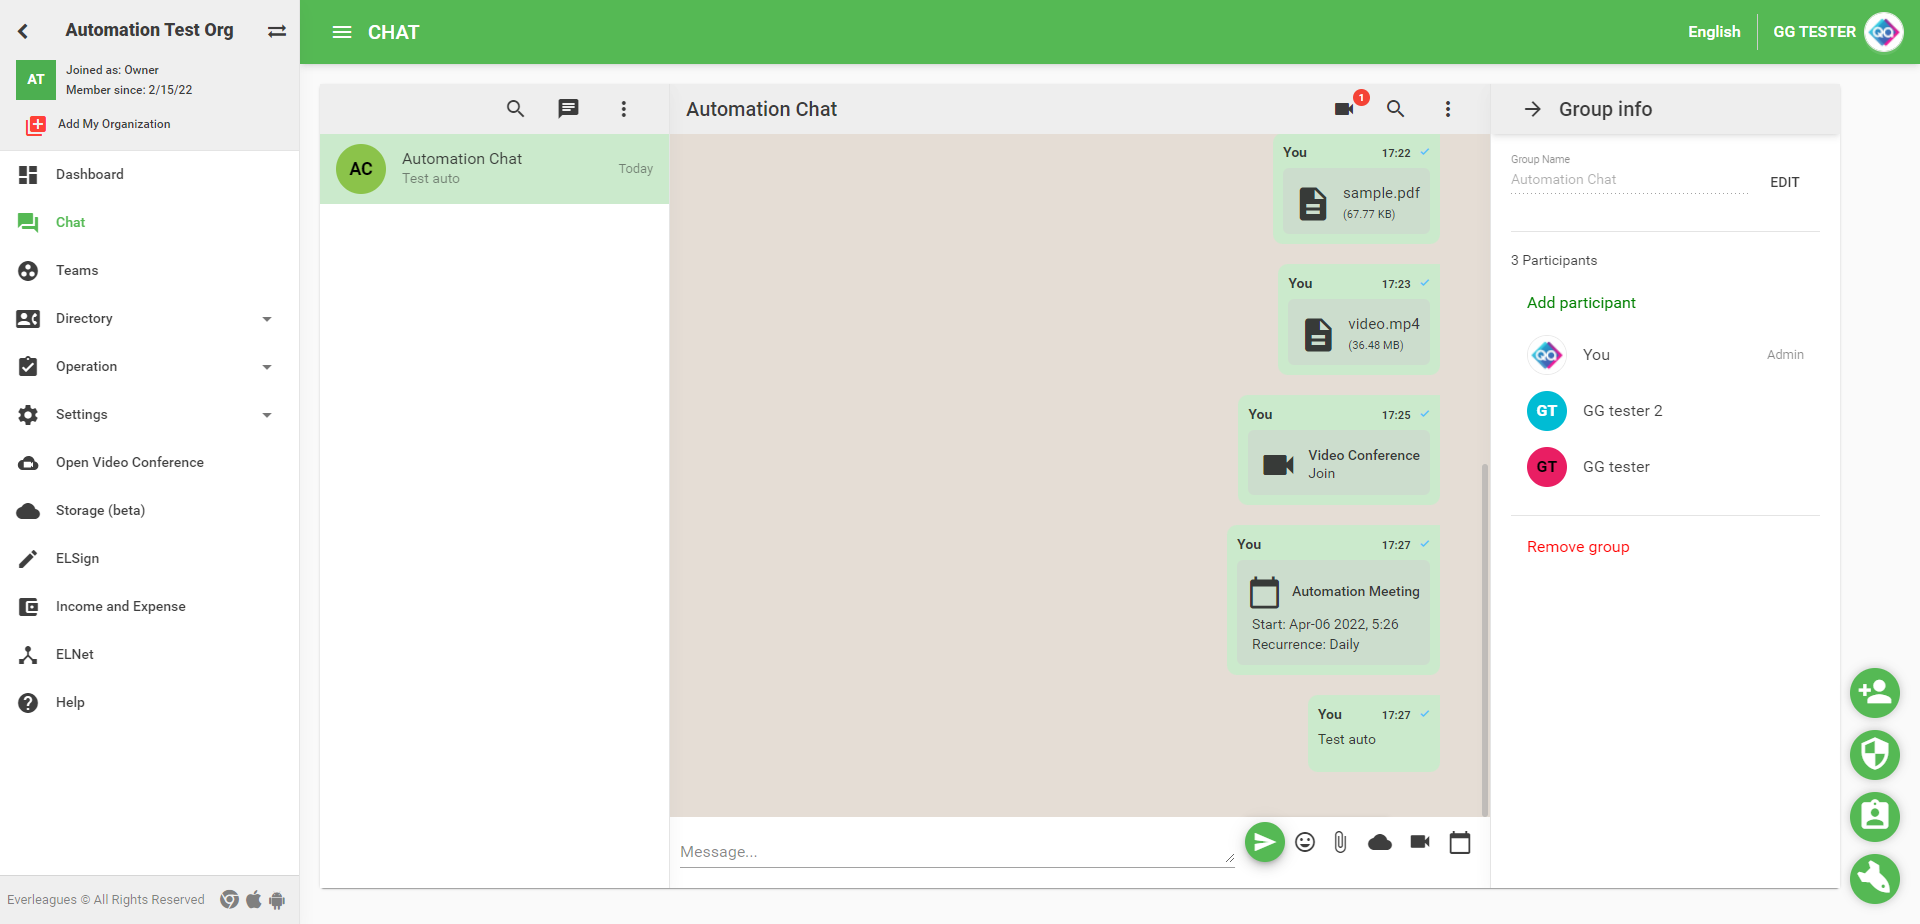 Automation Test Org
AT
Joined as: Owner
Member since: 2/15/22
Add My Organization
Dashboard
Chat
Teams
Directory
Operation
Settings
Open Video Conference
Storage (beta)
ELSign
Income and Expense
ELNet
Help
Everleagues © All Rights Reserved
CHAT
English
GG TESTER
QA
AC
Automation Chat
Test auto
Today
Automation Chat
1
You 17:22
sample.pdf
(67.77 KB)
You 17:23
video.mp4
(36.48 MB)
You 17:25
Video Conference
Join
You 17:27
Automation Meeting
Start: Apr-06 2022, 5:26
Recurrence: Daily
You 17:27
Test auto
Message...
Group info
Group Name
Automation Chat
EDIT
3 Participants
Add participant
QA
You
Admin
GT
GG tester 2
GT
GG tester
Remove group